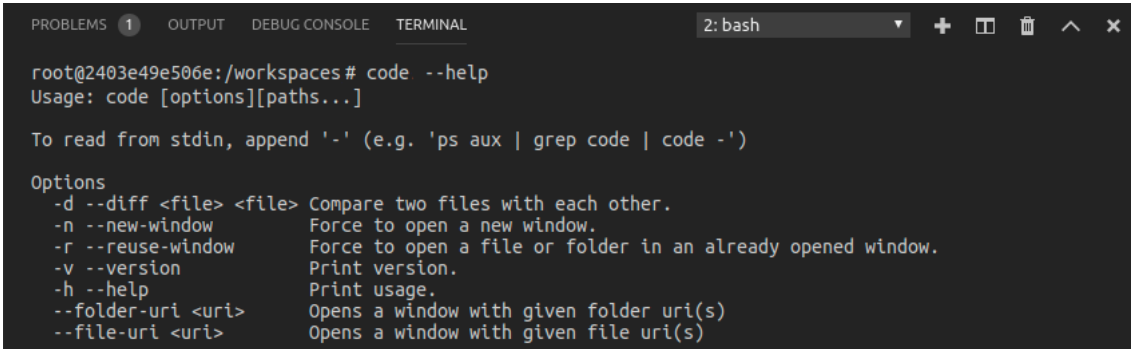 PROBLEMS 1 OUTPUT DEBUG CONSOLE TERMINAL 2: bash
root@2403e49e506e:/workspaces# code --help
Usage: code [options][paths...]
To read from stdin, append '-' (e.g. 'ps aux | grep code | code -')
Options
-d --diff <file> <file> Compare two files with each other.
-n --new-window Force to open a new window.
-r --reuse-window Force to open a file or folder in an already opened window.
-v --version Print version.
-h --help Print usage.
--folder-uri <uri> Opens a window with given folder uri(s)
--file-uri <uri> Opens a window with given file uri(s)